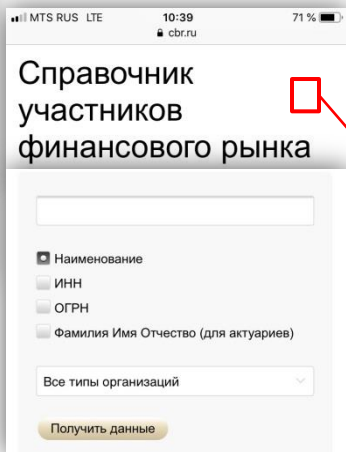 MTS RUS LTE 10:39 71 %
cbr.ru
Справочник
участников
финансового рынка
Наименование
ИНН
ОГРН
Фамилия Имя Отчество (для актуариев)
Все типы организаций
Получить данные